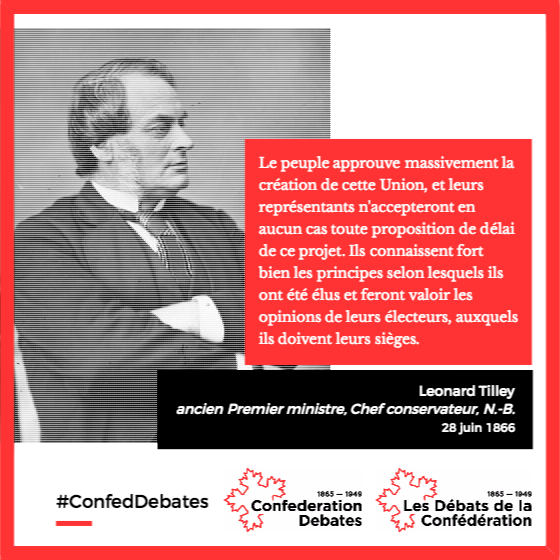 Le peuple approuve massivement la
création de cette Union, et leurs
représentants n'accepteront en
aucun cas toute proposition de délai
de ce projet. Ils connaissent fort
bien les principes selon lesquels ils
ont été élus et feront valoir les
opinions de leurs électeurs, auxquels
ils doivent leurs sièges.
Leonard Tilley
ancien Premier ministre, Chef conservateur, N.-B.
28 juin 1866
#ConfedDebates
1865 — 1949
Confederation
Debates
1865 — 1949
Les Débats de la
Confédération